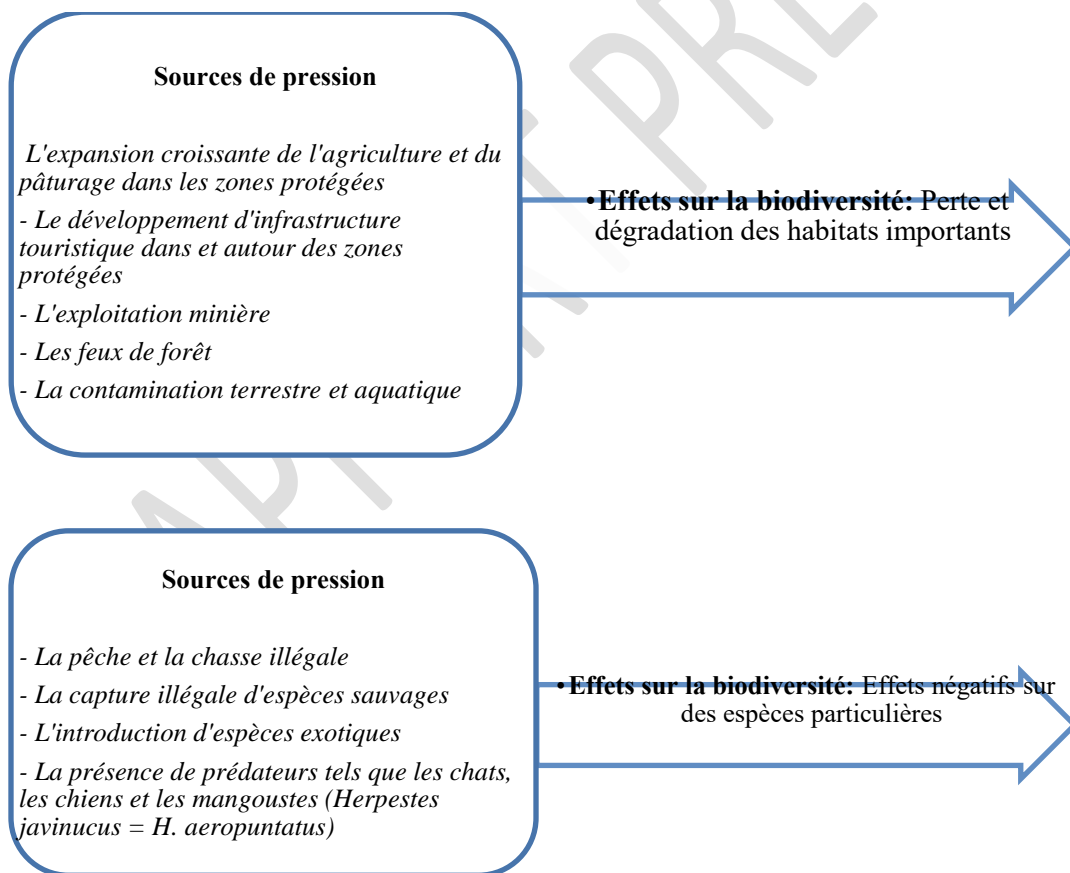 Sources de pression
L'expansion croissante de l'agriculture et du
pâturage dans les zones protégées
- Le développement d'infrastructure
touristique dans et autour des zones
protégées
- L'exploitation minière
- Les feux de forêt
- La contamination terrestre et aquatique
•Effets sur la biodiversité: Perte et
dégradation des habitats importants
Sources de pression
- La pêche et la chasse illégale
- La capture illégale d'espèces sauvages
- L'introduction d'espèces exotiques
- La présence de prédateurs tels que les chats,
les chiens et les mangoustes (Herpestes
javinucus = H. aeropuntatus)
•Effets sur la biodiversité: Effets négatifs sur
des espèces particulières